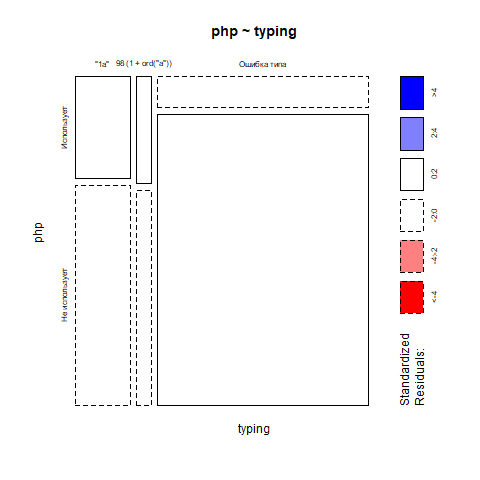 php ~ typing
"1a"
98 (1 + ord("a"))
Ошибка типа
Использует
Не использует
php
typing
>4
2:4
0:2
-2:0
-4:-2
<-4
Standardized
Residuals: